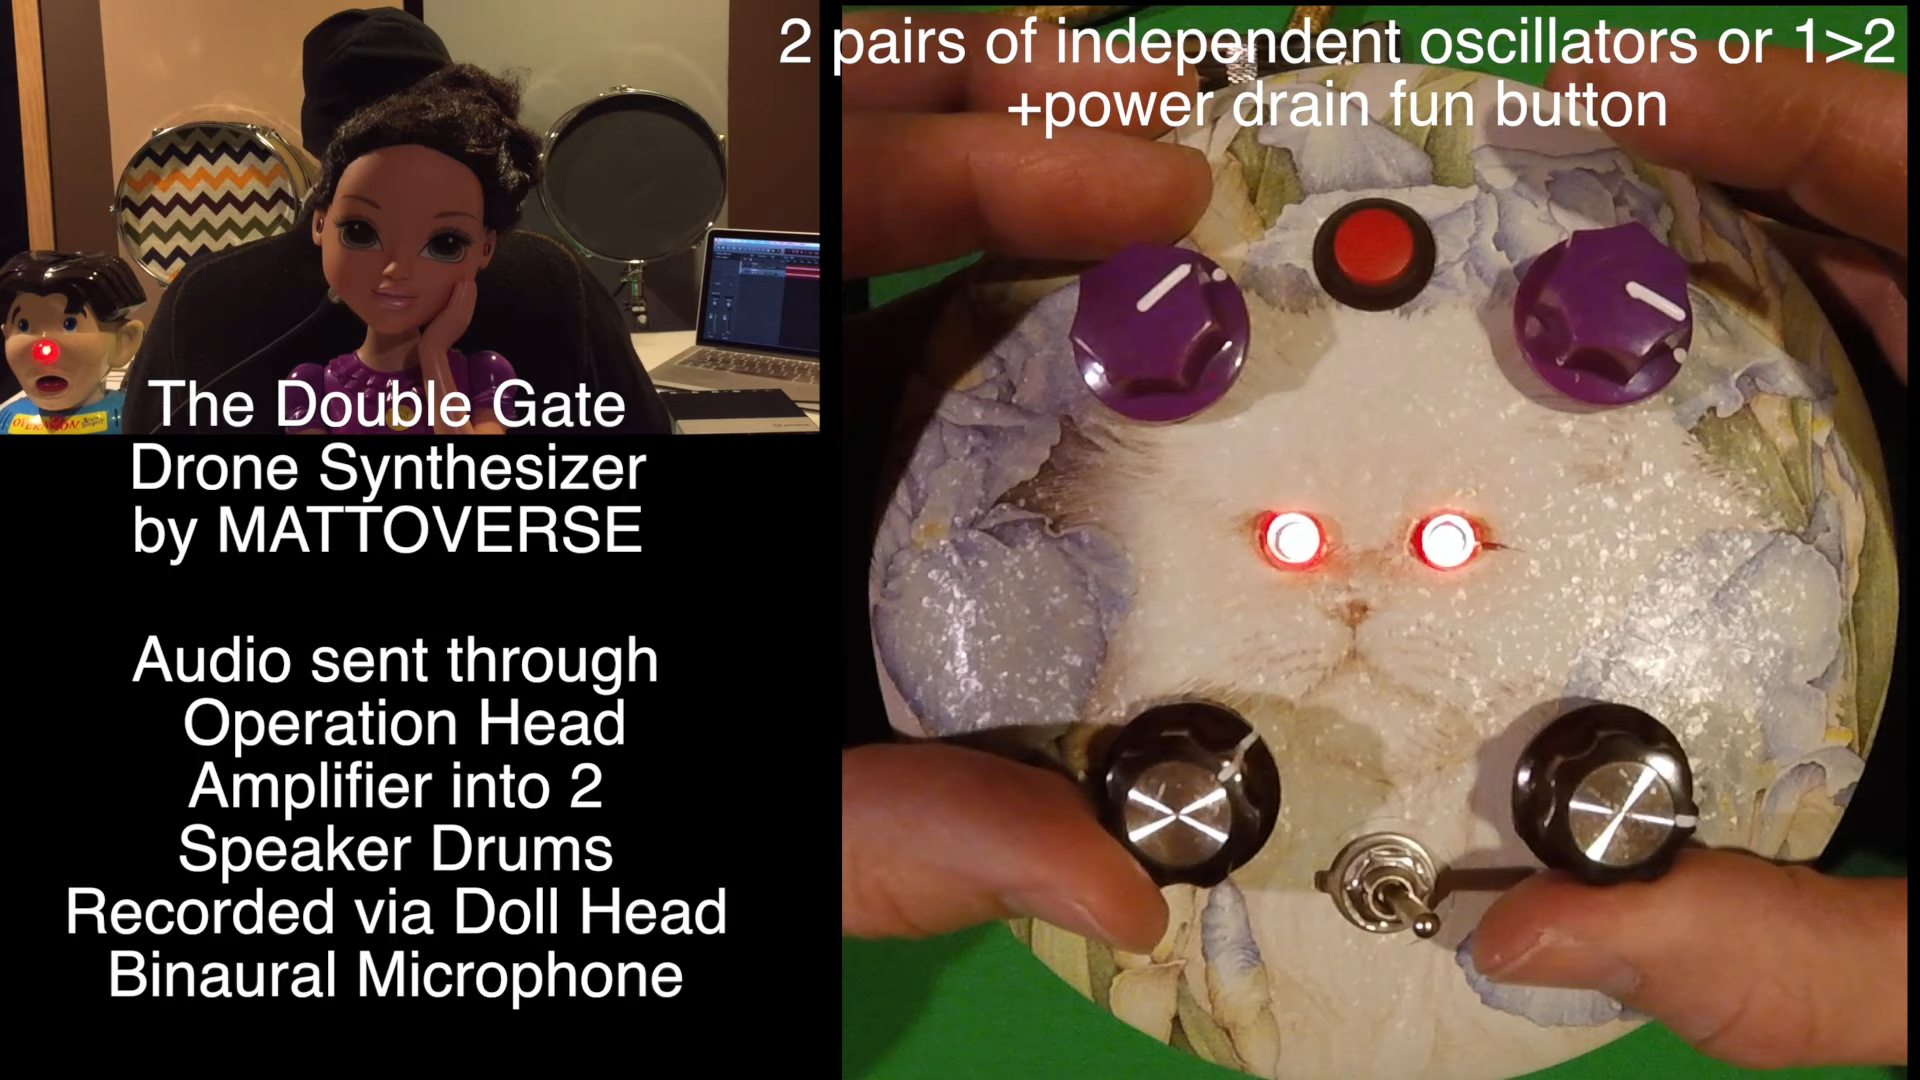 2 pairs of independent oscillators or 1>2
+power drain fun button
The Double Gate
Drone Synthesizer
by MATTOVERSE
Audio sent through
Operation Head
Amplifier into 2
Speaker Drums
Recorded via Doll Head
Binaural Microphone
OPERATION